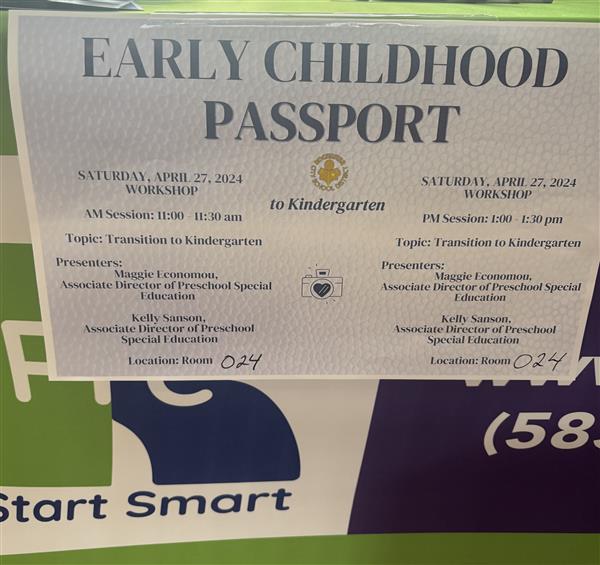 EARLY CHILDHOOD
PASSPORT
ROCHESTER
CITY SCHOOL DISTRICT
to Kindergarten
SATURDAY, APRIL 27, 2024
WORKSHOP
AM Session: 11:00 - 11:30 am
Topic: Transition to Kindergarten
Presenters:
Maggie Economou,
Associate Director of Preschool Special
Education
Kelly Sanson,
Associate Director of Preschool
Special Education
Location: Room 024
SATURDAY, APRIL 27, 2024
WORKSHOP
PM Session: 1:00 - 1:30 pm
Topic: Transition to Kindergarten
Presenters:
Maggie Economou,
Associate Director of Preschool Special
Education
Kelly Sanson,
Associate Director of Preschool
Special Education
Location: Room 024
Start Smart
(58